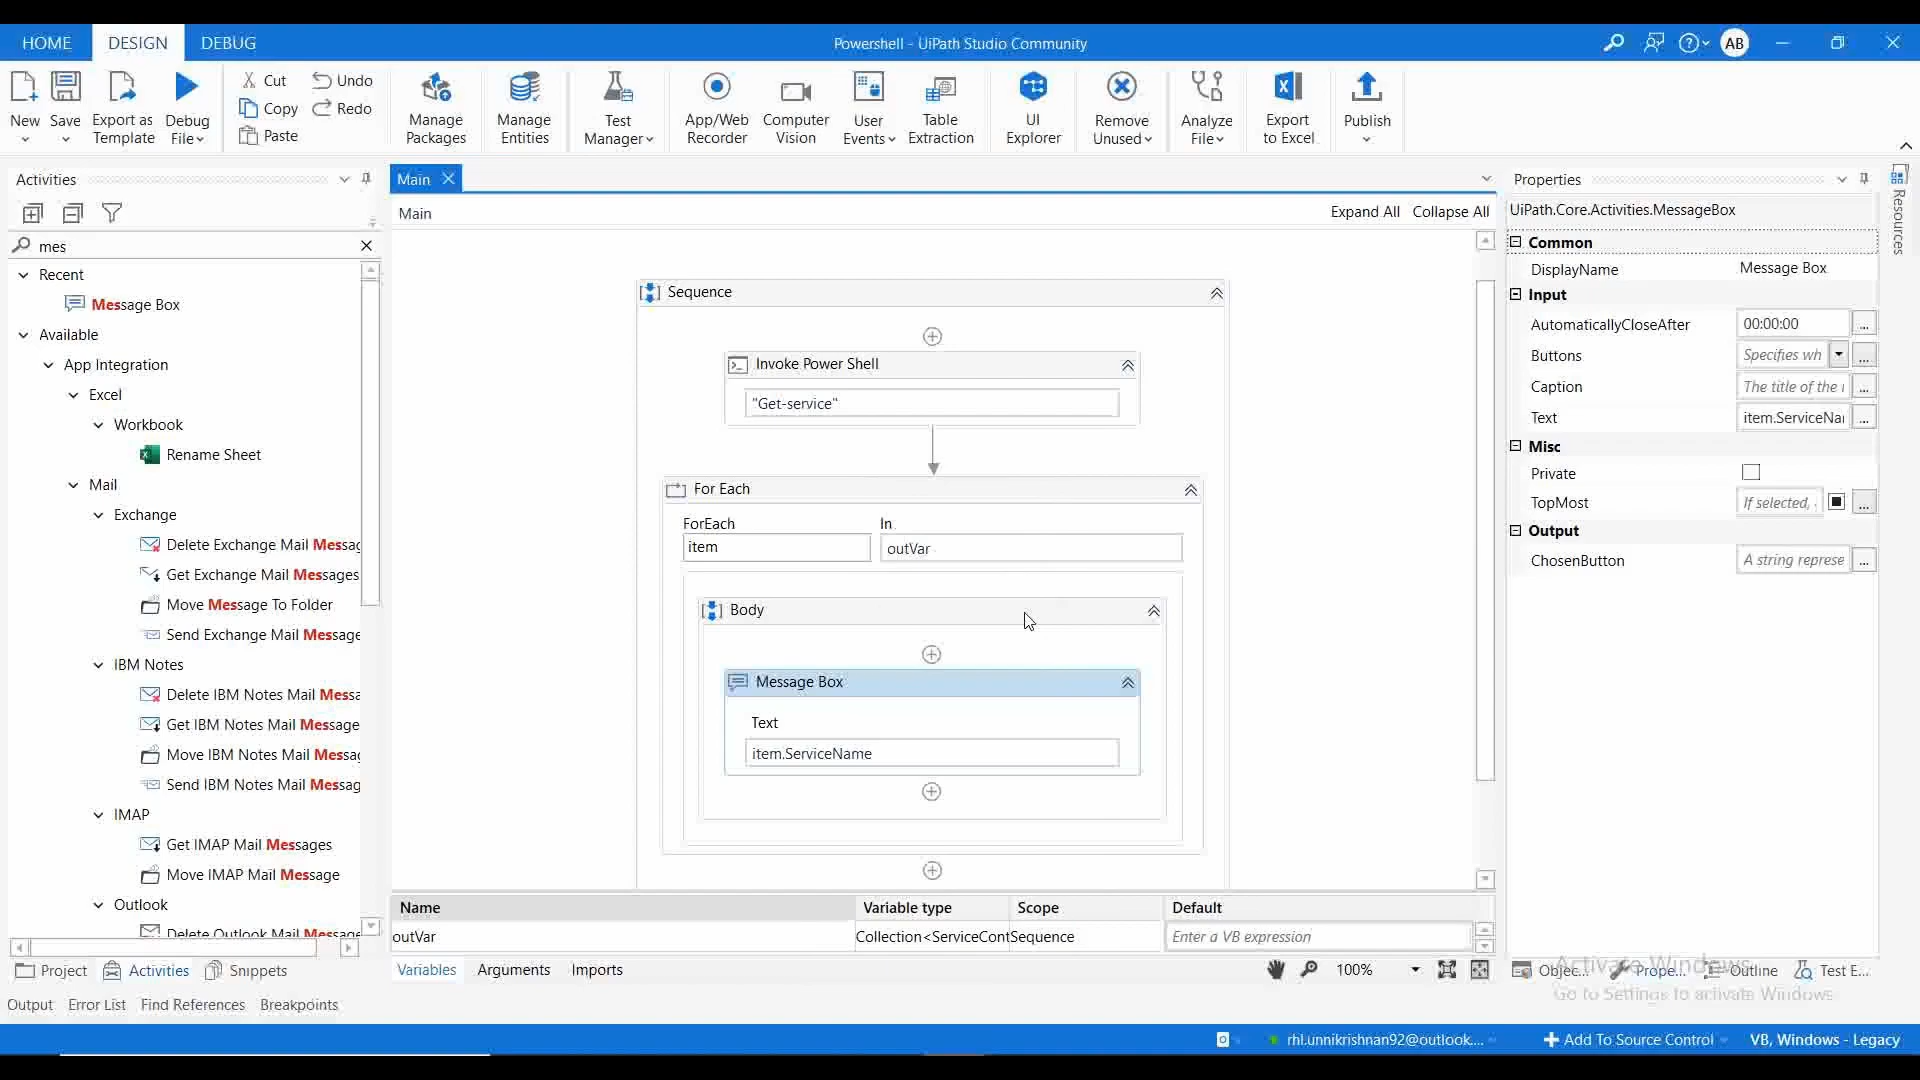 HOME DESIGN DEBUG
Powershell - UiPath Studio Community
AB
New
Save
Export as Template
Debug File
Cut
Copy
Paste
Undo
Redo
Manage Packages
Manage Entities
Test Manager
App/Web Recorder
Computer Vision
User Events
Table Extraction
UI Explorer
Remove Unused
Analyze File
Export to Excel
Publish
Activities
mes
Recent
Message Box
Available
App Integration
Excel
Workbook
Rename Sheet
Mail
Exchange
Delete Exchange Mail Messag
Get Exchange Mail Messages
Move Message To Folder
Send Exchange Mail Message
IBM Notes
Delete IBM Notes Mail Messa
Get IBM Notes Mail Message
Move IBM Notes Mail Messag
Send IBM Notes Mail Messag
IMAP
Get IMAP Mail Messages
Move IMAP Mail Message
Outlook
Delete Outlook Mail Message
Project Activities Snippets
Main
Main
Expand All Collapse All
Sequence
Invoke Power Shell
"Get-service"
For Each
ForEach In
item outVar
Body
Message Box
Text
item.ServiceName
Name Variable type Scope Default
outVar Collection<ServiceCont Sequence Enter a VB expression
Variables Arguments Imports
100%
Properties
UiPath.Core.Activities.MessageBox
Common
DisplayName Message Box
Input
AutomaticallyCloseAfter 00:00:00 ...
Buttons Specifies wh ...
Caption The title of the ...
Text item.ServiceNa ...
Misc
Private
TopMost If selected, ...
Output
ChosenButton A string represe ...
Resources
Objec... Prope... Outline Test E...
Activate Windows
Go to Settings to activate Windows.
Output Error List Find References Breakpoints
rhl.unnikrishnan92@outlook....
Add To Source Control
VB, Windows - Legacy